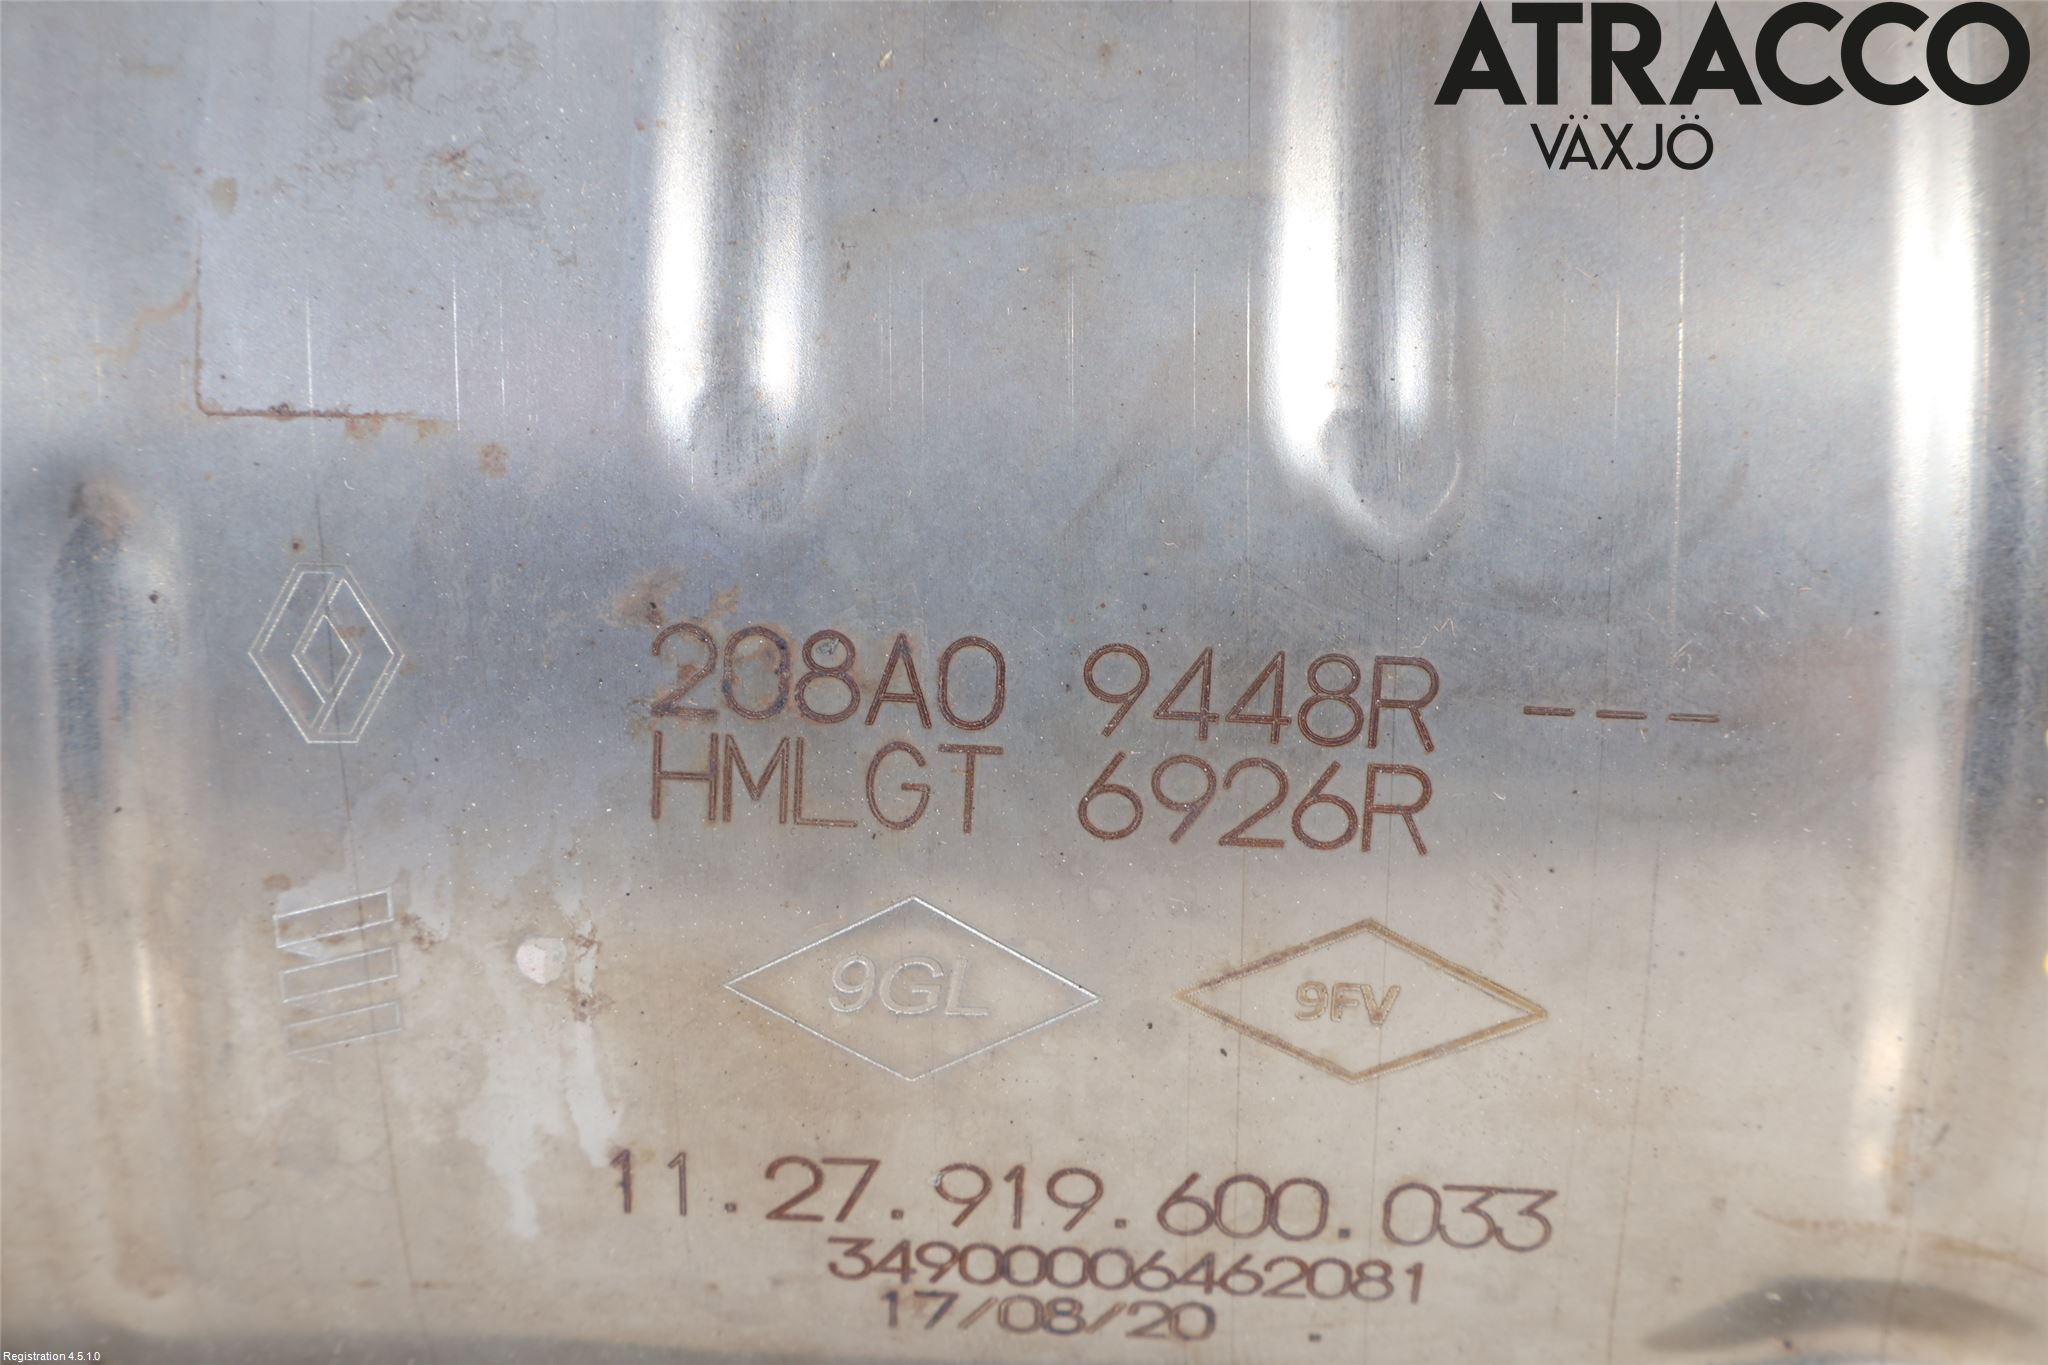 ATRACCO
VÄXJÖ
208A0 9448R ---
HMLGT 6926R
9GL
9FV
11.27.919.600.033
34900006462081
17/08/20
Registration 4.5.1.0